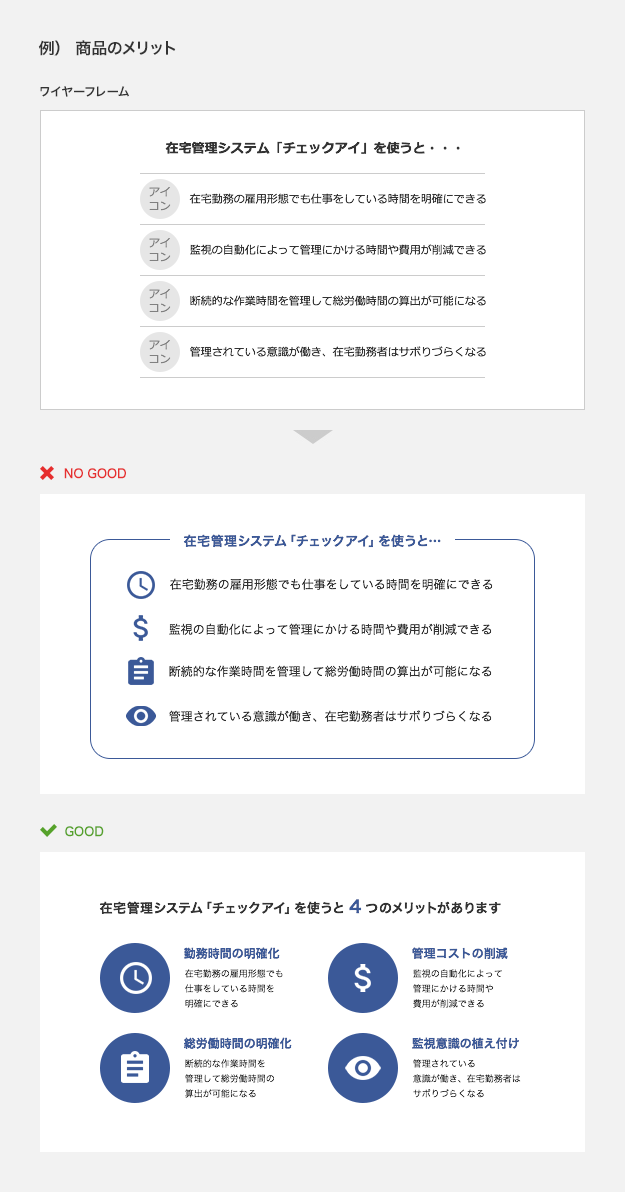 例） 商品のメリット
ワイヤーフレーム
在宅管理システム「チェックアイ」を使うと・・・
アイ
コン
在宅勤務の雇用形態でも仕事をしている時間を明確にできる
アイ
コン
監視の自動化によって管理にかける時間や費用が削減できる
アイ
コン
断続的な作業時間を管理して総労働時間の算出が可能になる
アイ
コン
管理されている意識が働き、在宅勤務者はサボりづらくなる
NO GOOD
在宅管理システム「チェックアイ」を使うと…
在宅勤務の雇用形態でも仕事をしている時間を明確にできる
監視の自動化によって管理にかける時間や費用が削減できる
断続的な作業時間を管理して総労働時間の算出が可能になる
管理されている意識が働き、在宅勤務者はサボりづらくなる
GOOD
在宅管理システム「チェックアイ」を使うと 4 つのメリットがあります
勤務時間の明確化
在宅勤務の雇用形態でも
仕事をしている時間を
明確にできる
管理コストの削減
監視の自動化によって
管理にかける時間や
費用が削減できる
総労働時間の明確化
断続的な作業時間を
管理して総労働時間の
算出が可能になる
監視意識の植え付け
管理されている
意識が働き、在宅勤務者は
サボりづらくなる